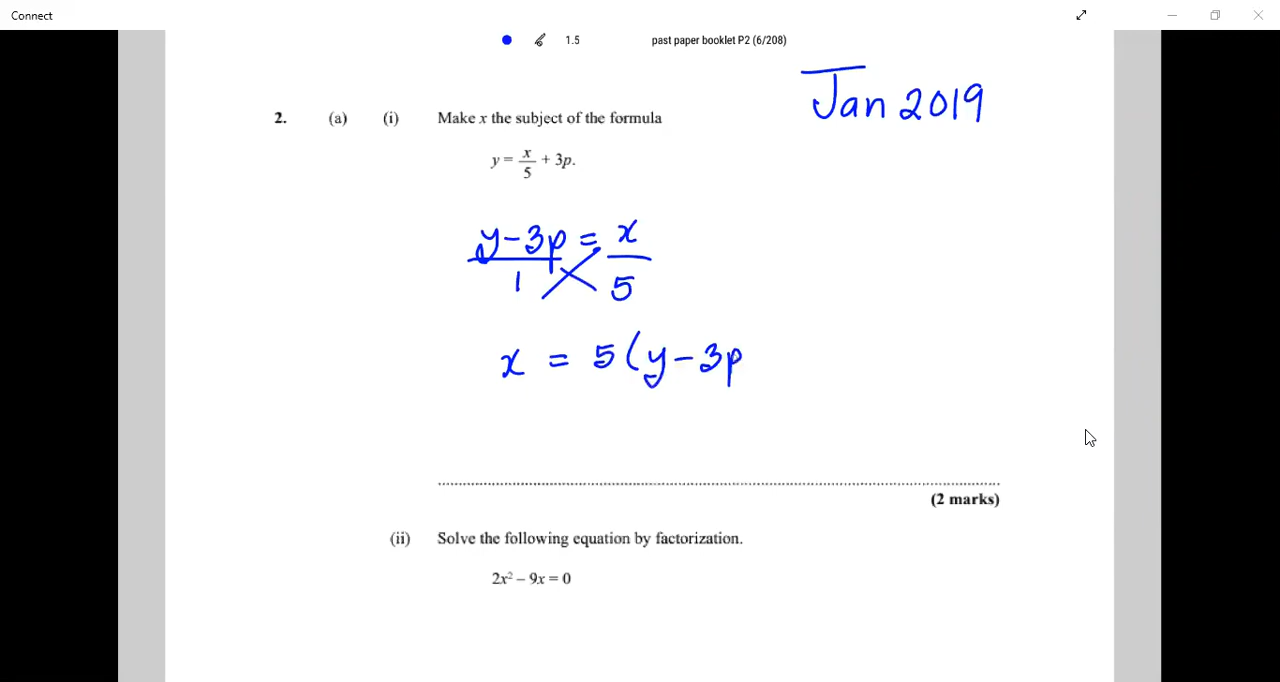 Connect
1.5 past paper booklet P2 (6/208)
Jan 2019
2. (a) (i) Make x the subject of the formula
y = x/5 + 3p.
y - 3p = x
1 5
x = 5 (y - 3p
(2 marks)
(ii) Solve the following equation by factorization.
2x² – 9x = 0